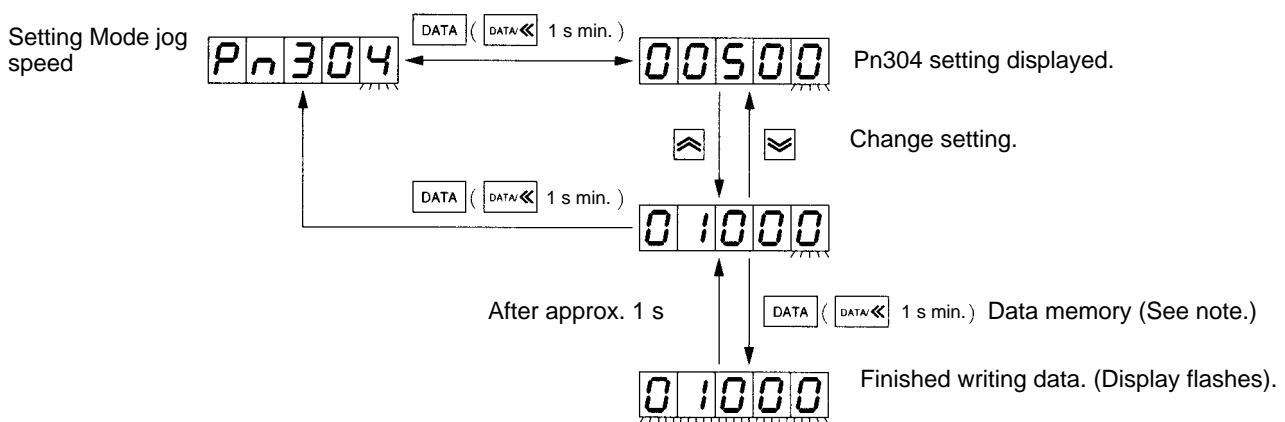 Setting Mode jog
speed
Pn304
DATA ( DATA/≪ 1 s min. )
00500
Pn304 setting displayed.
Change setting.
DATA ( DATA/≪ 1 s min. )
01000
After approx. 1 s
DATA ( DATA/≪ 1 s min. ) Data memory (See note.)
01000
Finished writing data. (Display flashes).